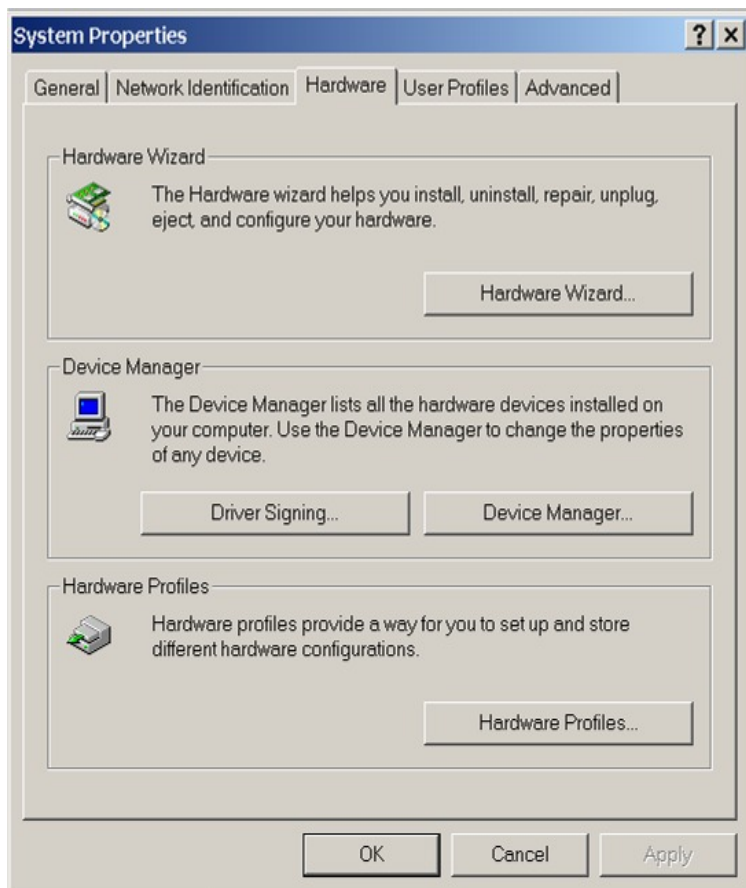 System Properties
General Network Identification Hardware User Profiles Advanced
Hardware Wizard
The Hardware wizard helps you install, uninstall, repair, unplug,
eject, and configure your hardware.
Hardware Wizard...
Device Manager
The Device Manager lists all the hardware devices installed on
your computer. Use the Device Manager to change the properties
of any device.
Driver Signing... Device Manager...
Hardware Profiles
Hardware profiles provide a way for you to set up and store
different hardware configurations.
Hardware Profiles...
OK Cancel Apply